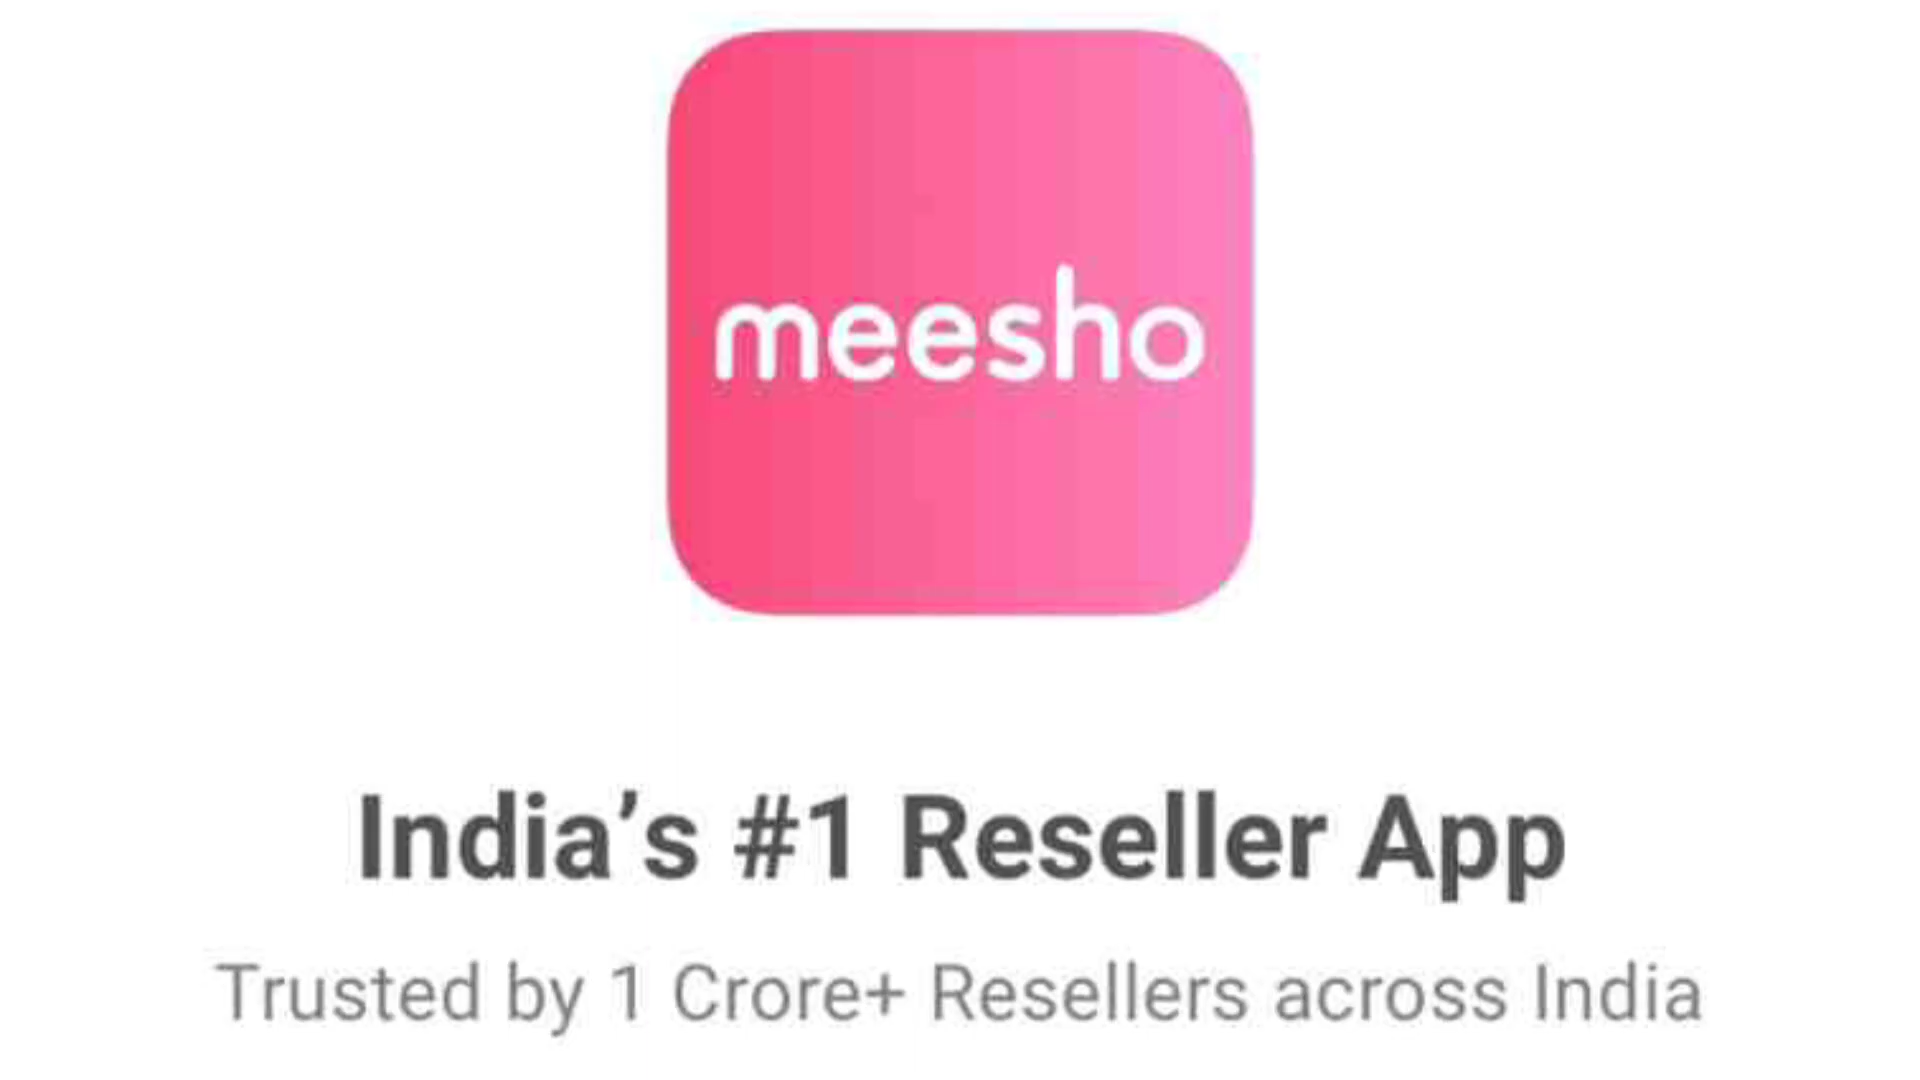 meesho
India’s #1 Reseller App
Trusted by 1 Crore+ Resellers across India